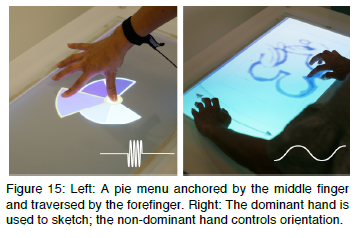 Figure 15: Left: A pie menu anchored by the middle finger
and traversed by the forefinger. Right: The dominant hand is
used to sketch; the non-dominant hand controls orientation.